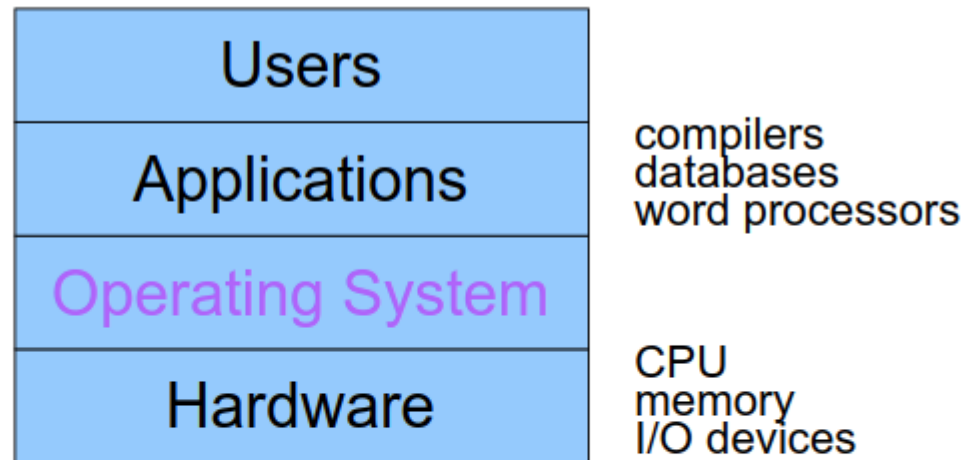 Users
Applications
compilers
databases
word processors
Operating System
Hardware
CPU
memory
I/O devices